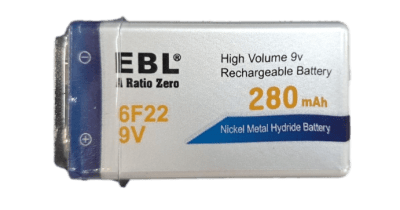 EBL®
A Ratio Zero
6F22
9V
High Volume 9v
Rechargeable Battery
280 mAh
Nickel Metal Hydride Battery